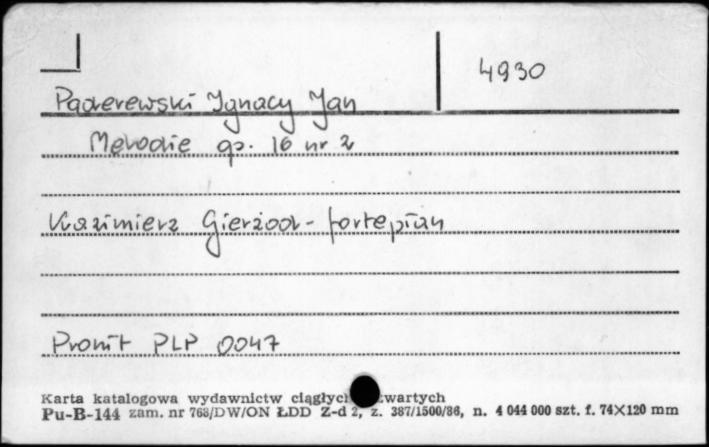 4930
Paderewski Ignacy Jan
Melodie op. 16 nr 2
Kazimierz Gierżod - fortepian
Pronit PLP 0047
Karta katalogowa wydawnictw ciągłych twartych
Pu-B-144 zam. nr 768/DW/ON ŁDD Z-d 2, z. 387/1500/86, n. 4 044 000 szt. f. 74X120 mm